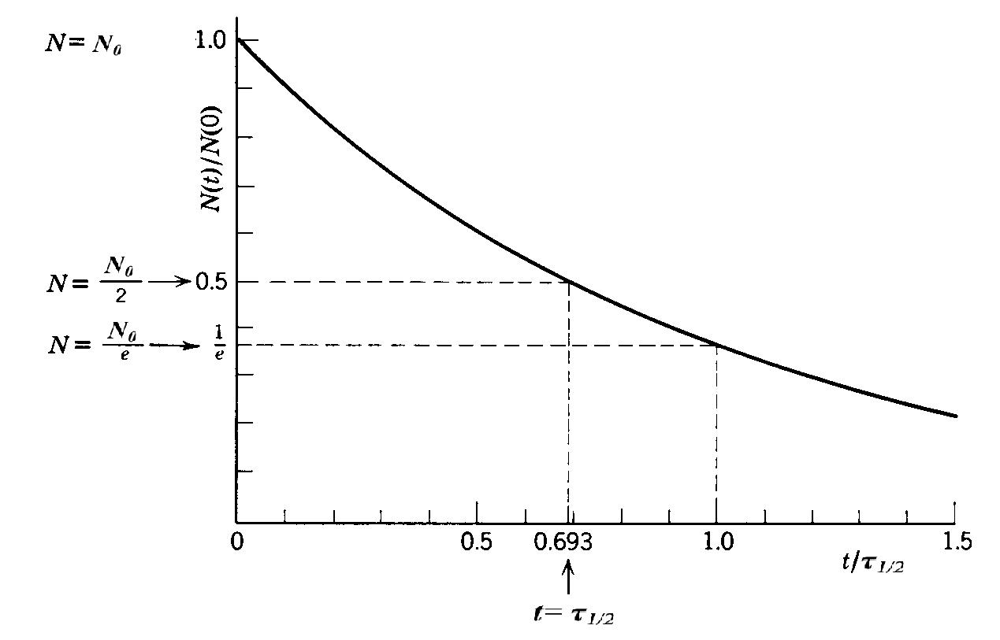 N = N₀
1.0
N(t)/N(0)
N = N₀/2 → 0.5
N = N₀/e → 1/e
0 0.5 0.693 1.0 1.5
t/τ₁/₂
t = τ₁/₂